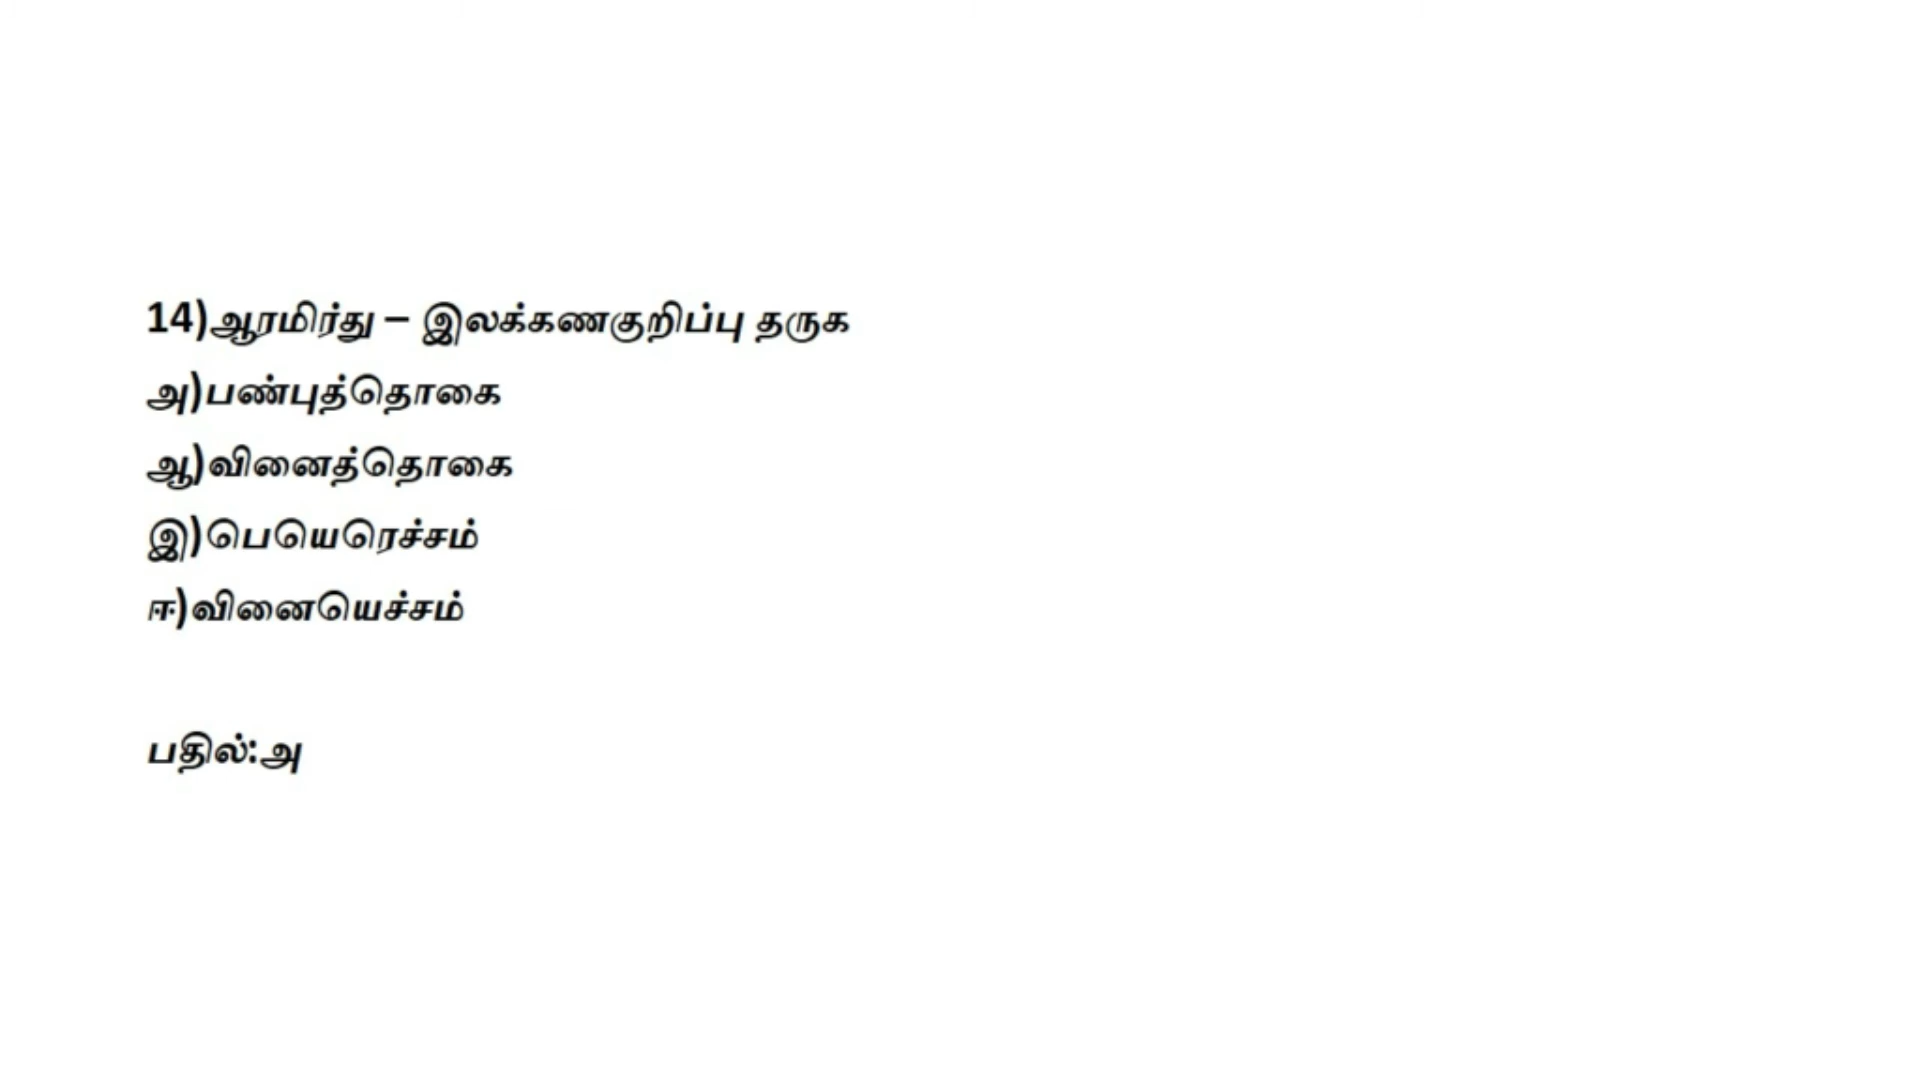 14)ஆரமிர்து – இலக்கணகுறிப்பு தருக
அ)பண்புத்தொகை
ஆ)வினைத்தொகை
இ)பெயெரெச்சம்
ஈ)வினையெச்சம்
பதில்:அ